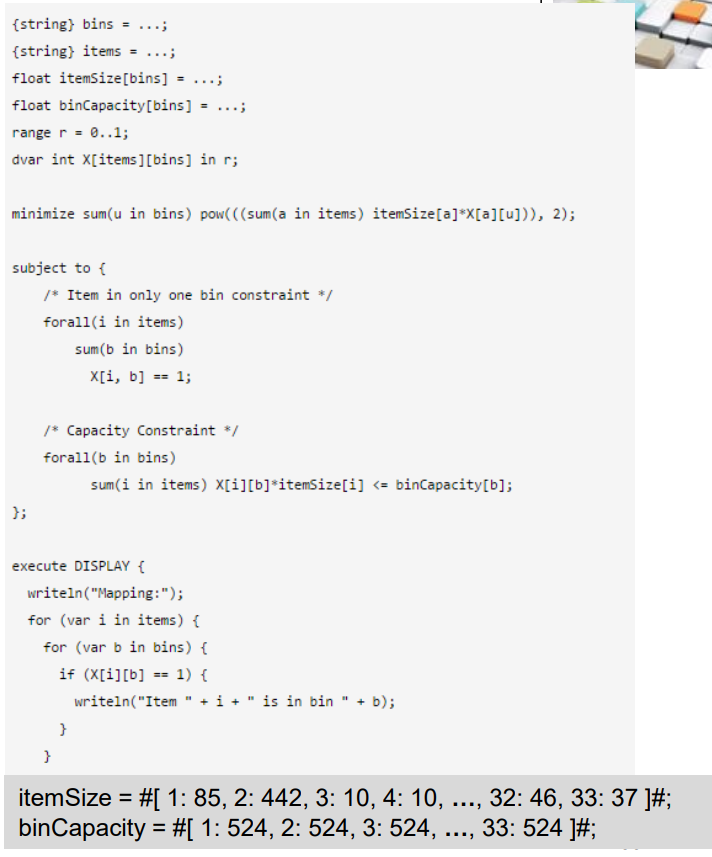 {string} bins = ...;
{string} items = ...;
float itemSize[bins] = ...;
float binCapacity[bins] = ...;
range r = 0..1;
dvar int X[items][bins] in r;
minimize sum(u in bins) pow(((sum(a in items) itemSize[a]*X[a][u])), 2);
subject to {
/* Item in only one bin constraint */
forall(i in items)
sum(b in bins)
X[i, b] == 1;
/* Capacity Constraint */
forall(b in bins)
sum(i in items) X[i][b]*itemSize[i] <= binCapacity[b];
};
execute DISPLAY {
writeln("Mapping:");
for (var i in items) {
for (var b in bins) {
if (X[i][b] == 1) {
writeln("Item " + i + " is in bin " + b);
}
}
itemSize = #[ 1: 85, 2: 442, 3: 10, 4: 10, ..., 32: 46, 33: 37 ]#;
binCapacity = #[ 1: 524, 2: 524, 3: 524, ..., 33: 524 ]#;